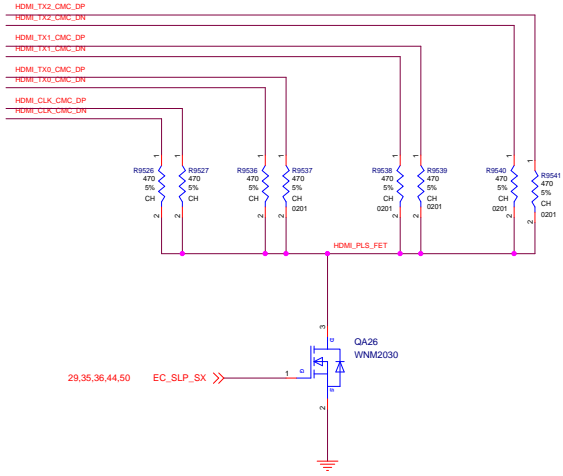 HDMI_TX2_CMC_DP
HDMI_TX2_CMC_DN
HDMI_TX1_CMC_DP
HDMI_TX1_CMC_DN
HDMI_TX0_CMC_DP
HDMI_TX0_CMC_DN
HDMI_CLK_CMC_DP
HDMI_CLK_CMC_DN
1 1 1 1 1 1 1 1
R9526 R9527 R9536 R9537 R9538 R9539 R9540 R9541
470 470 470 470 470 470 470 470
5% 5% 5% 5% 5% 5% 5% 5%
CH CH CH CH CH CH CH CH
0201 0201 0201 0201 0201 0201
2 2 2 2 2 2 2 2
HDMI_PLS_FET
3
D
QA26
WNM2030
G
29,35,36,44,50 EC_SLP_SX 1
S
2